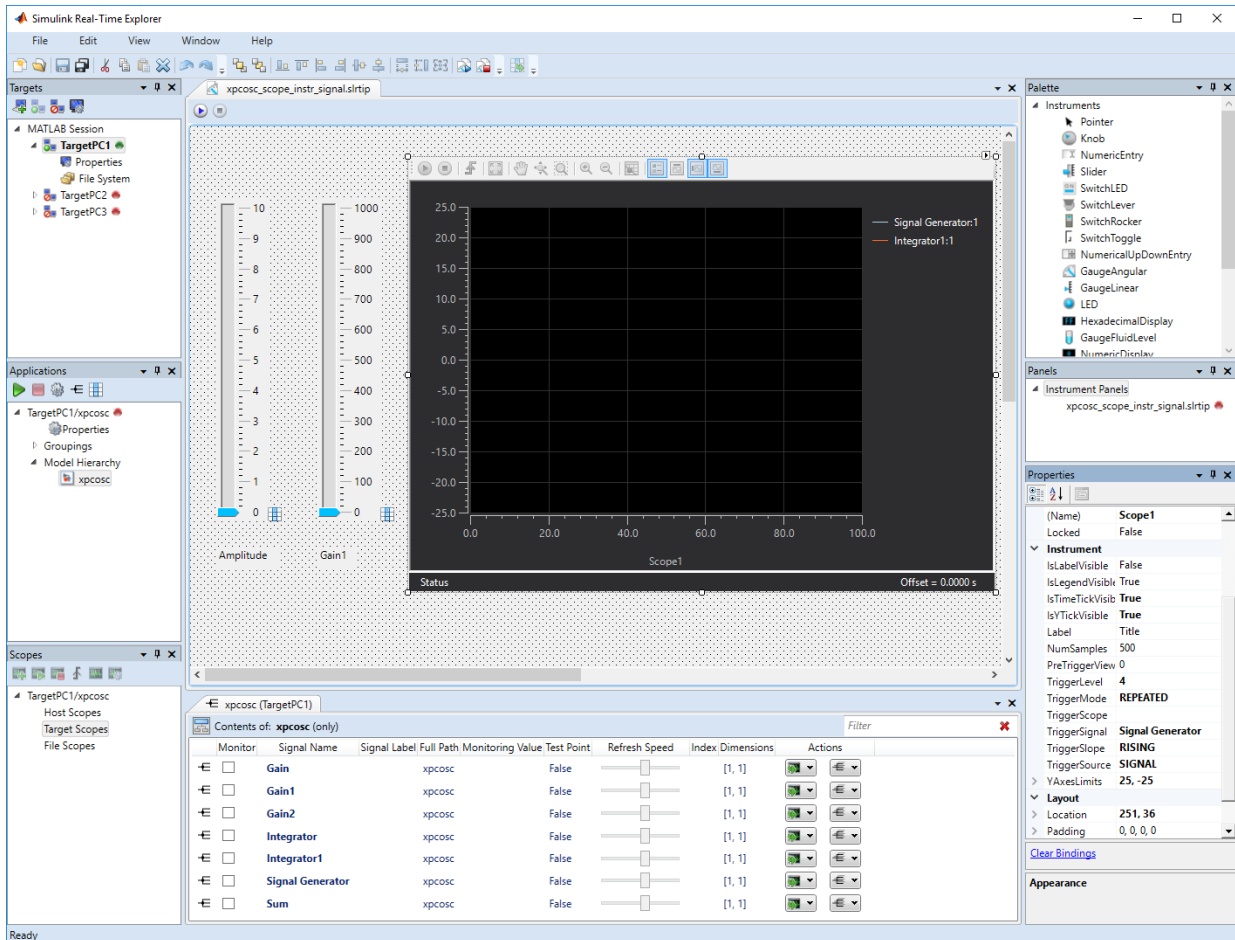 Simulink Real-Time Explorer
File Edit View Window Help
Targets
MATLAB Session
TargetPC1
Properties
File System
TargetPC2
TargetPC3
Applications
TargetPC1/xpcosc
Properties
Groupings
Model Hierarchy
xpcosc
Scopes
TargetPC1/xpcosc
Host Scopes
Target Scopes
File Scopes
xpcosc_scope_instr_signal.slrtip
10
9
8
7
6
5
4
3
2
1
0
Amplitude
1000
900
800
700
600
500
400
300
200
100
0
Gain1
25.0
20.0
15.0
10.0
5.0
0.0
-5.0
-10.0
-15.0
-20.0
-25.0
0.0 20.0 40.0 60.0 80.0 100.0
Scope1
Signal Generator:1
Integrator1:1
Status Offset = 0.0000 s
xpcosc (TargetPC1)
Contents of: xpcosc (only) Filter
Monitor Signal Name Signal Label Full Path Monitoring Value Test Point Refresh Speed Index Dimensions Actions
Gain xpcosc False [1, 1]
Gain1 xpcosc False [1, 1]
Gain2 xpcosc False [1, 1]
Integrator xpcosc False [1, 1]
Integrator1 xpcosc False [1, 1]
Signal Generator xpcosc False [1, 1]
Sum xpcosc False [1, 1]
Palette
Instruments
Pointer
Knob
NumericEntry
Slider
SwitchLED
SwitchLever
SwitchRocker
SwitchToggle
NumericalUpDownEntry
GaugeAngular
GaugeLinear
LED
HexadecimalDisplay
GaugeFluidLevel
NumericDisplay
Panels
Instrument Panels
xpcosc_scope_instr_signal.slrtip
Properties
(Name) Scope1
Locked False
Instrument
IsLabelVisible False
IsLegendVisible True
IsTimeTickVisib True
IsYTickVisible True
Label Title
NumSamples 500
PreTriggerView 0
TriggerLevel 4
TriggerMode REPEATED
TriggerScope
TriggerSignal Signal Generator
TriggerSlope RISING
TriggerSource SIGNAL
YAxesLimits 25, -25
Layout
Location 251, 36
Padding 0, 0, 0, 0
Clear Bindings
Appearance
Ready